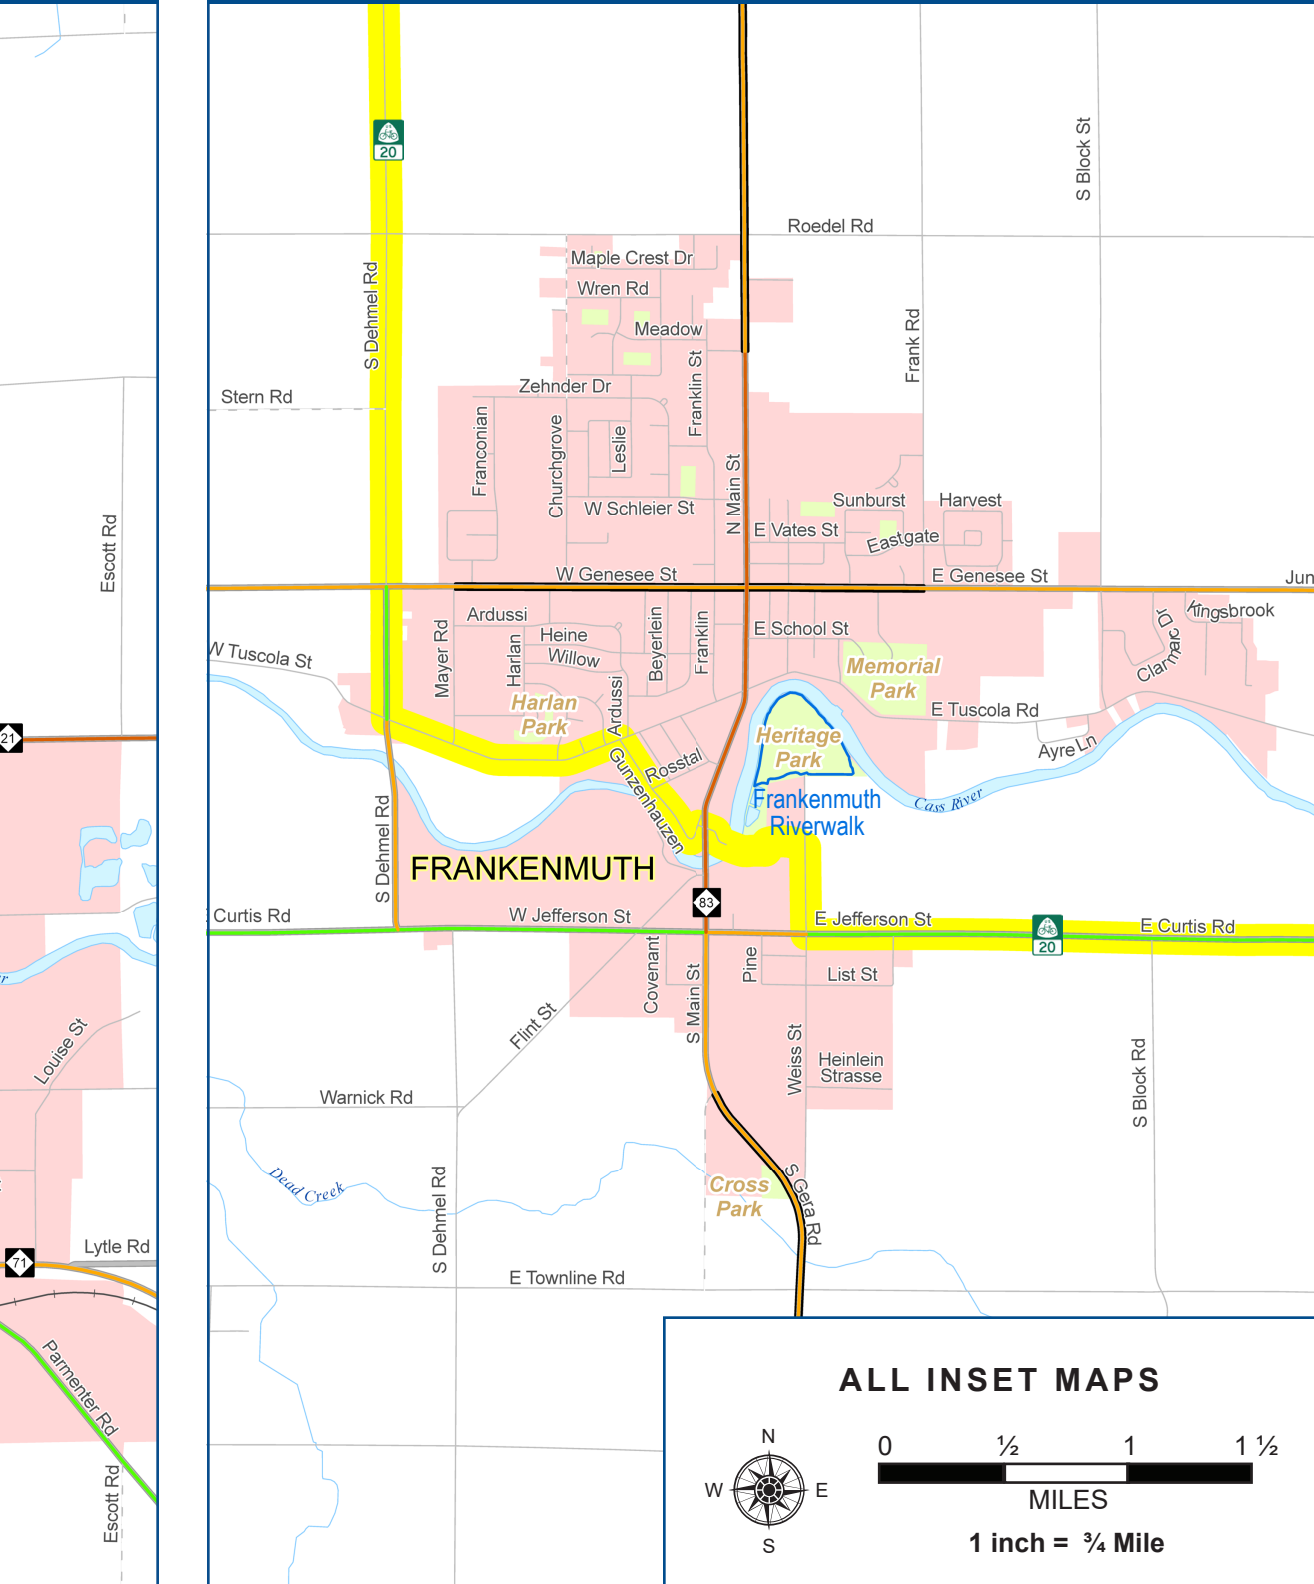 20
S Block St
Roedel Rd
Maple Crest Dr
Wren Rd
S Dehmel Rd
Meadow
Frank Rd
Franklin St
Zehnder Dr
Stern Rd
Franconian
Churchgrove
Leslie
N Main St
W Schleier St
Sunburst
Harvest
E Vates St
Eastgate
Escott Rd
W Genesee St
E Genesee St
Jun
Ardussi
Mayer Rd
Harlan
Heine
Willow
Beyerlein
Franklin
E School St
Clarmarc Dr
Kingsbrook
W Tuscola St
Memorial
Park
Harlan
Park
Ardussi
E Tuscola Rd
21
Heritage
Park
Ayre Ln
Rosstal
Gunzenhauzen
Cass River
Frankenmuth
Riverwalk
S Dehmel Rd
FRANKENMUTH
83
Curtis Rd
W Jefferson St
E Jefferson St
20
E Curtis Rd
Covenant
S Main St
Pine
List St
Flint St
Louise St
Weiss St
Heinlein
Strasse
S Block Rd
Warnick Rd
Dead Creek
S Dehmel Rd
Cross
Park
S Gera Rd
71
Lytle Rd
E Townline Rd
Parmenter Rd
Escott Rd
ALL INSET MAPS
N
W
E
S
0 ½ 1 1 ½
MILES
1 inch = ¾ Mile